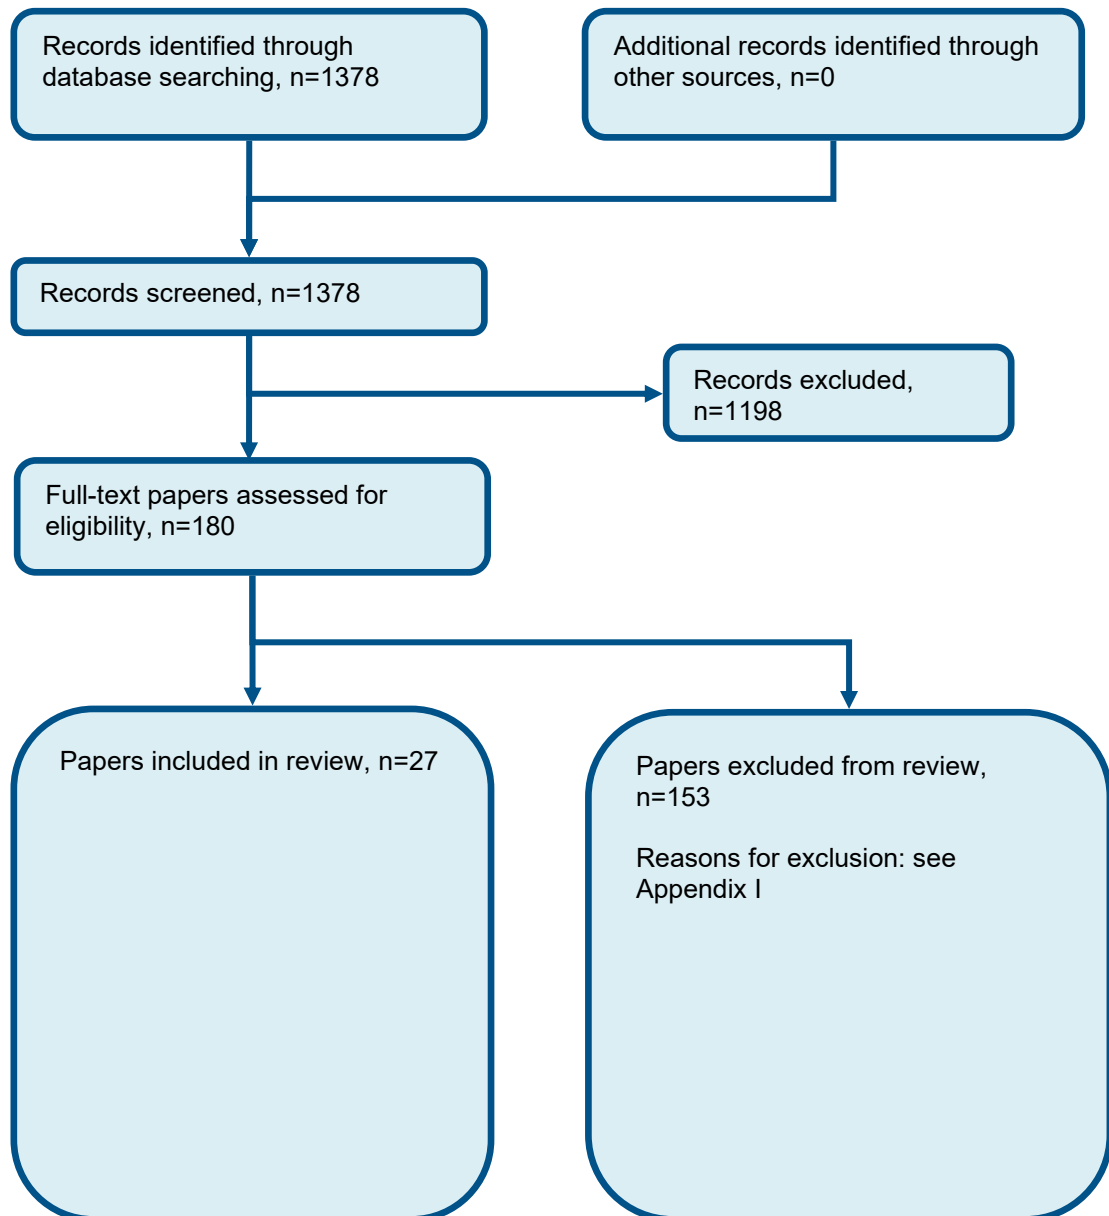 Records identified through
database searching, n=1378
Additional records identified through
other sources, n=0
Records screened, n=1378
Records excluded,
n=1198
Full-text papers assessed for
eligibility, n=180
Papers included in review, n=27
Papers excluded from review,
n=153
Reasons for exclusion: see
Appendix I